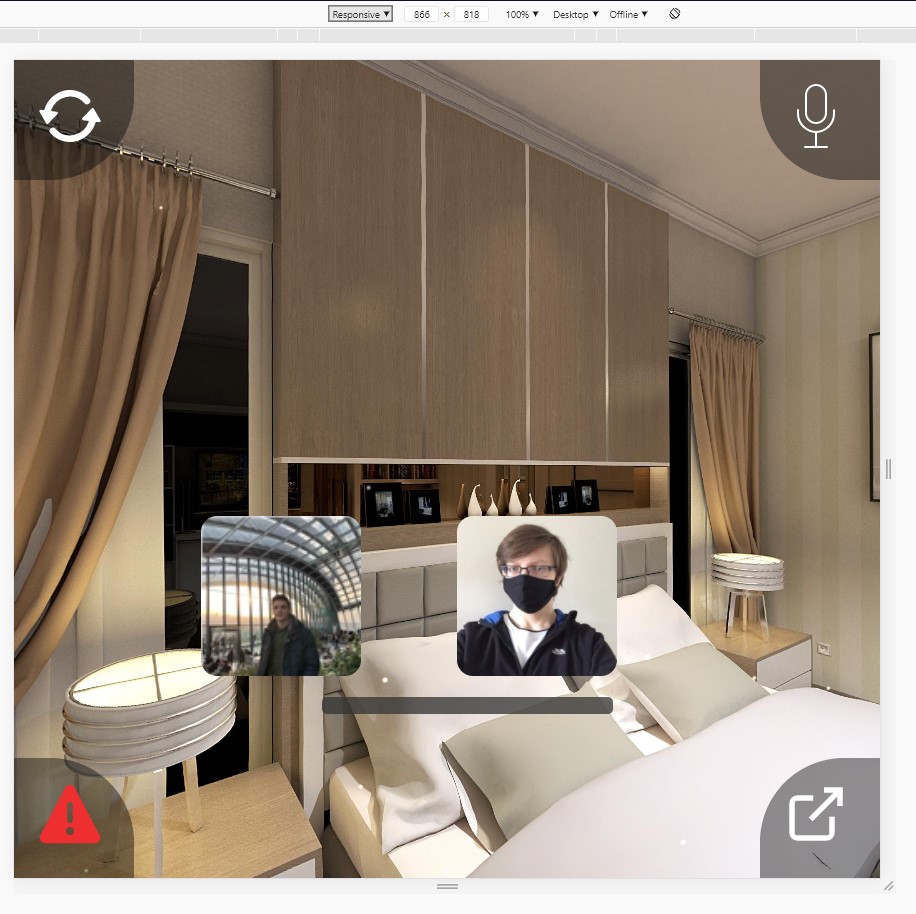 Responsive ▼ 866 × 818 100% ▼ Desktop ▼ Offline ▼